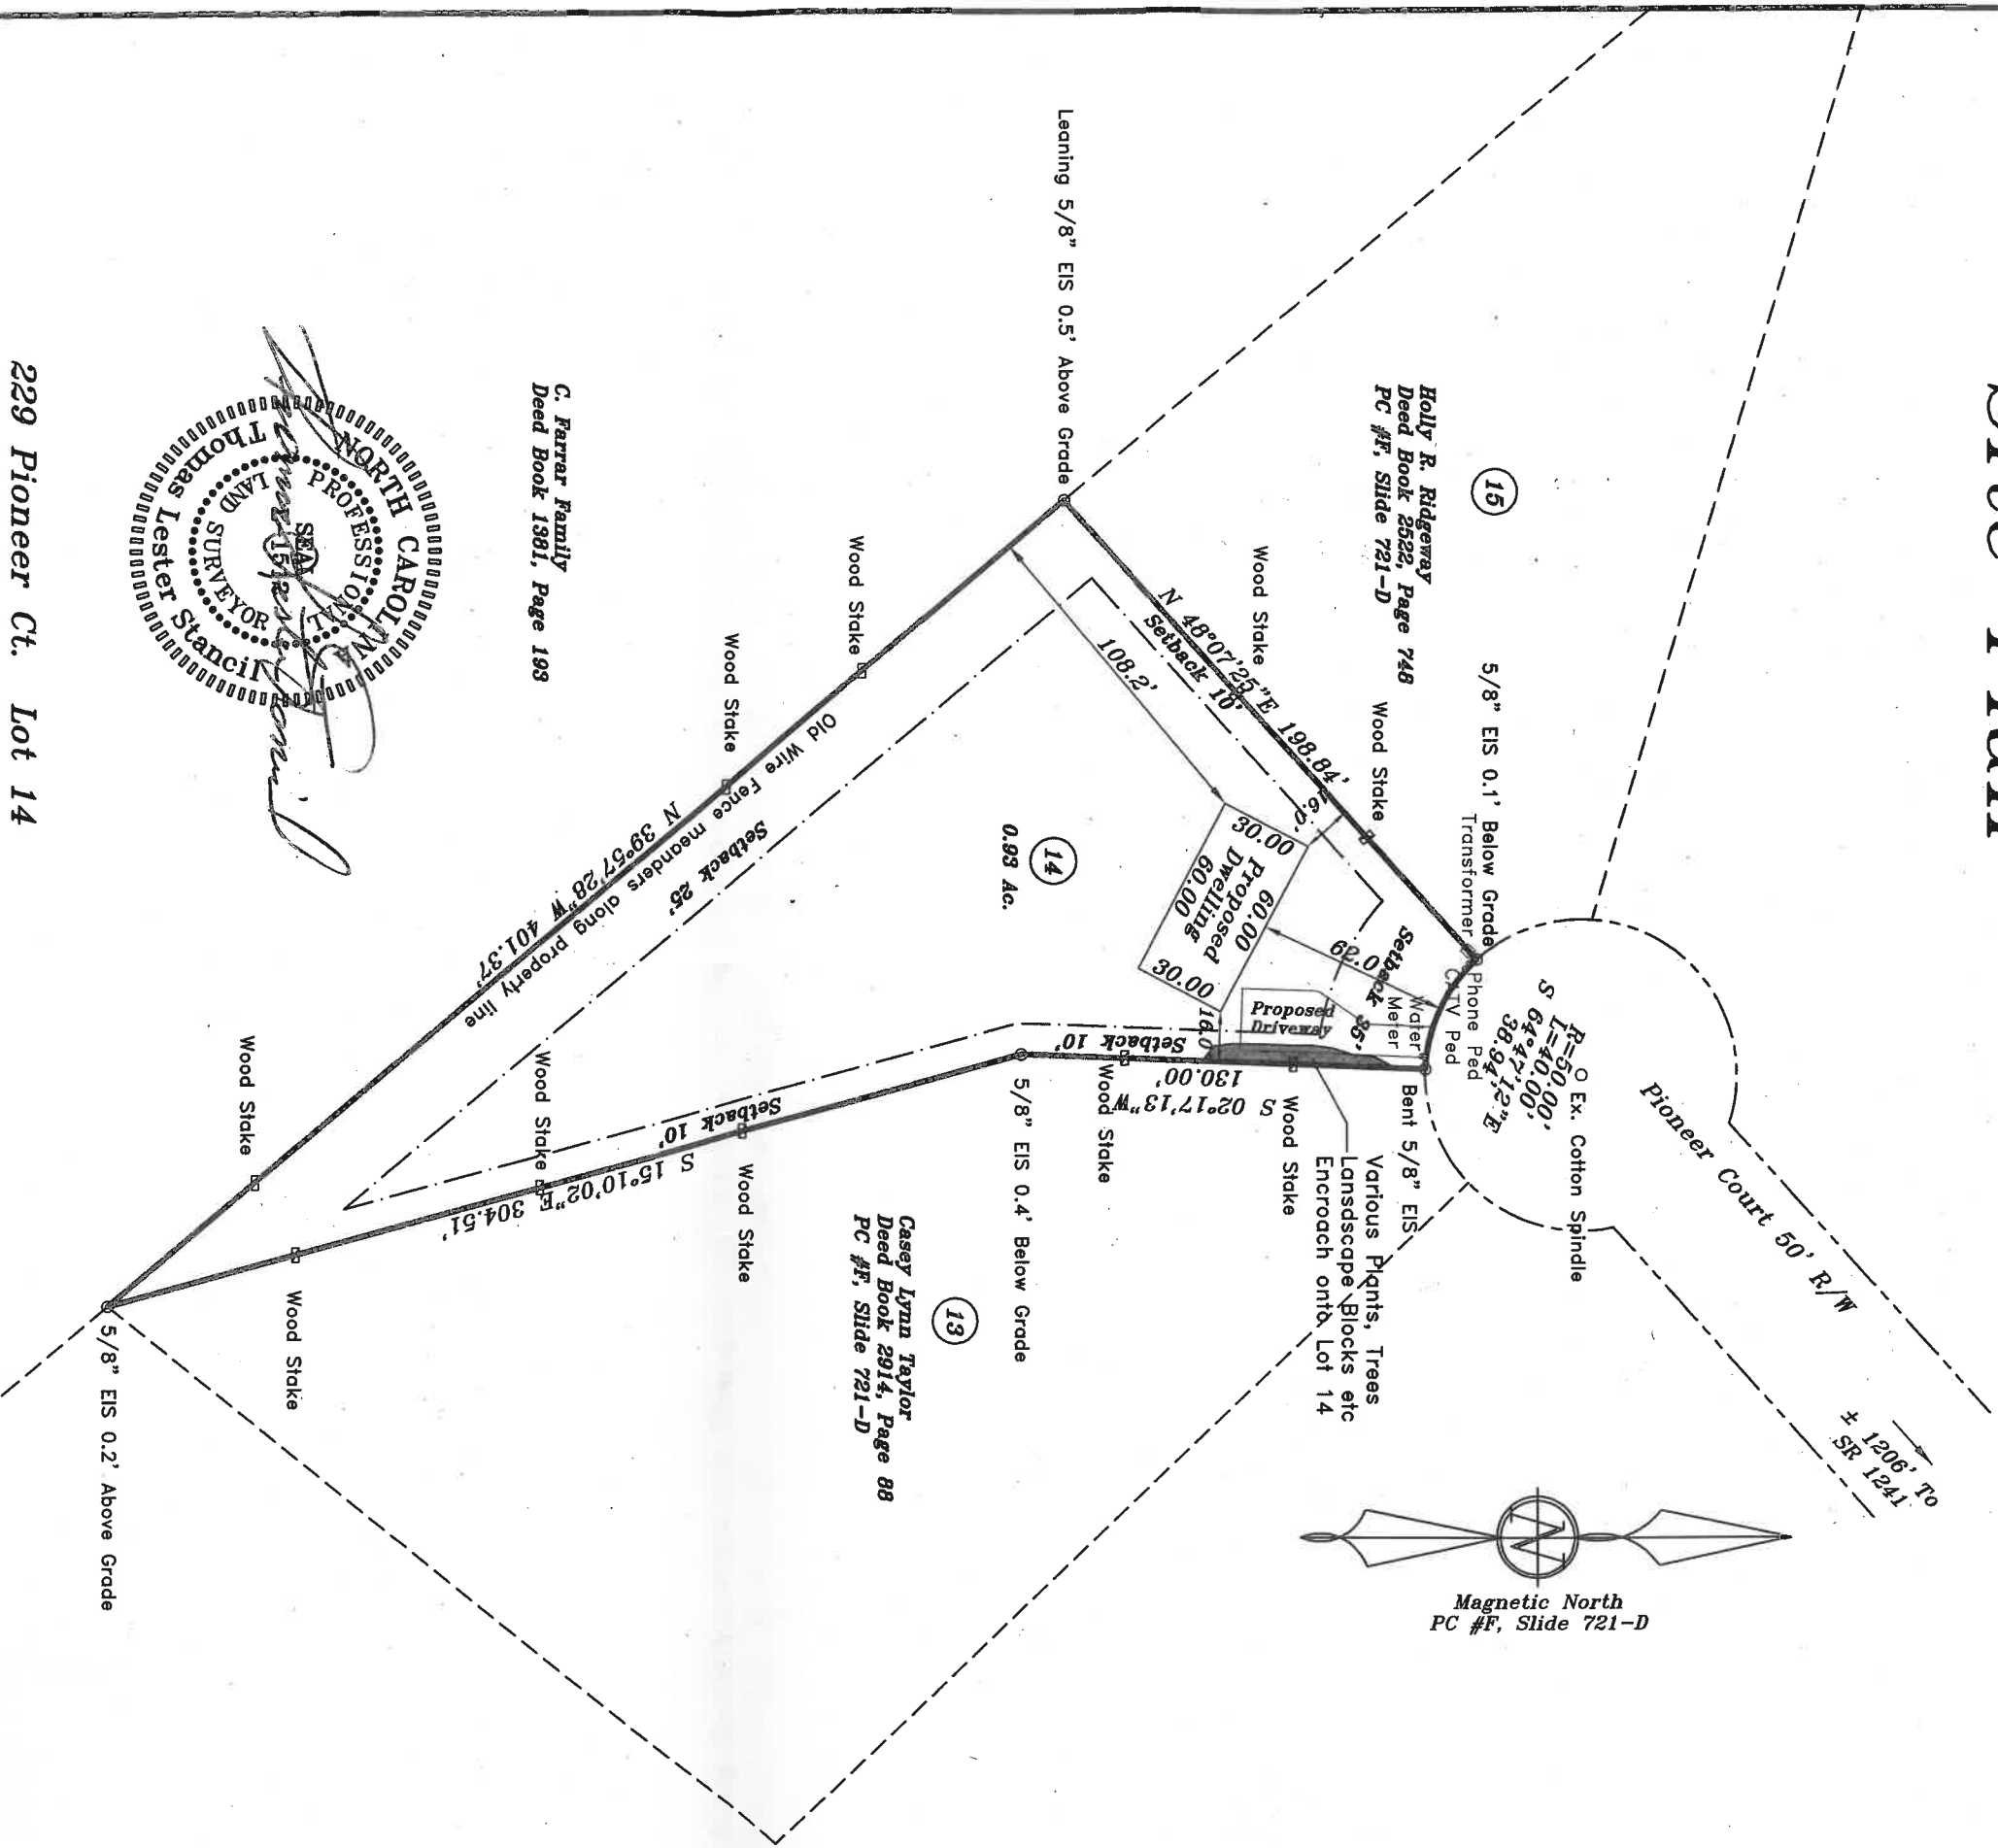 Holly R. Ridgeway
Deed Book 2522, Page 748
PC #F, Slide 721-D
15
5/8" EIS 0.1' Below Grade
Transformer
Phone Ped
CATV Ped
Water
Meter
R=50.00'
L=40.00'
S 64°47'12"E
38.94'
Ex. Cotton Spindle
Pioneer Court 50' R/W
± 1206' To
SR 1241
Magnetic North
PC #F, Slide 721-D
N
Leaning 5/8" EIS 0.5' Above Grade
Wood Stake
Wood Stake
N 48°07'25"E 198.84'
Setback 10'
108.2'
Setback 35'
62.0'
30.00
60.00
Proposed
Dwelling
60.00
30.00
16.0
Proposed
Driveway
14
0.93 Ac.
Bent 5/8" EIS
Various Plants, Trees
Lansdscape Blocks etc
Encroach onto Lot 14
Wood Stake
Wood Stake
S 02°17'13"W
130.00'
Setback 10'
5/8" EIS 0.4' Below Grade
13
Casey Lynn Taylor
Deed Book 2914, Page 88
PC #F, Slide 721-D
Wood Stake
Wood Stake
Wood Stake
Setback 10'
S 15°10'02"E 304.51'
5/8" EIS 0.2' Above Grade
Wood Stake
Wood Stake
Wood Stake
Setback 25'
Old Wire Fence meanders along property line
N 39°57'28"W 401.37'
C. Farrar Family
Deed Book 1381, Page 193
NORTH CAROLINA
PROFESSIONAL
SEAL
LAND SURVEYOR
Thomas Lester Stancil
229 Pioneer Ct. Lot 14